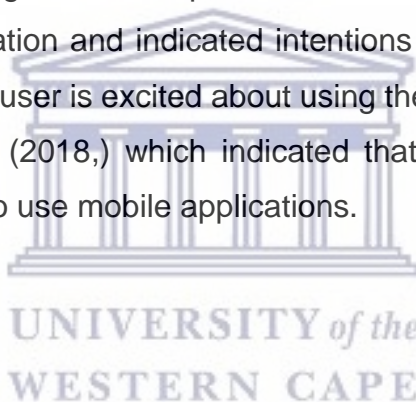 ation and indicated intentions
user is excited about using the
(2018,) which indicated that
o use mobile applications.
UNIVERSITY of the
WESTERN CAPE